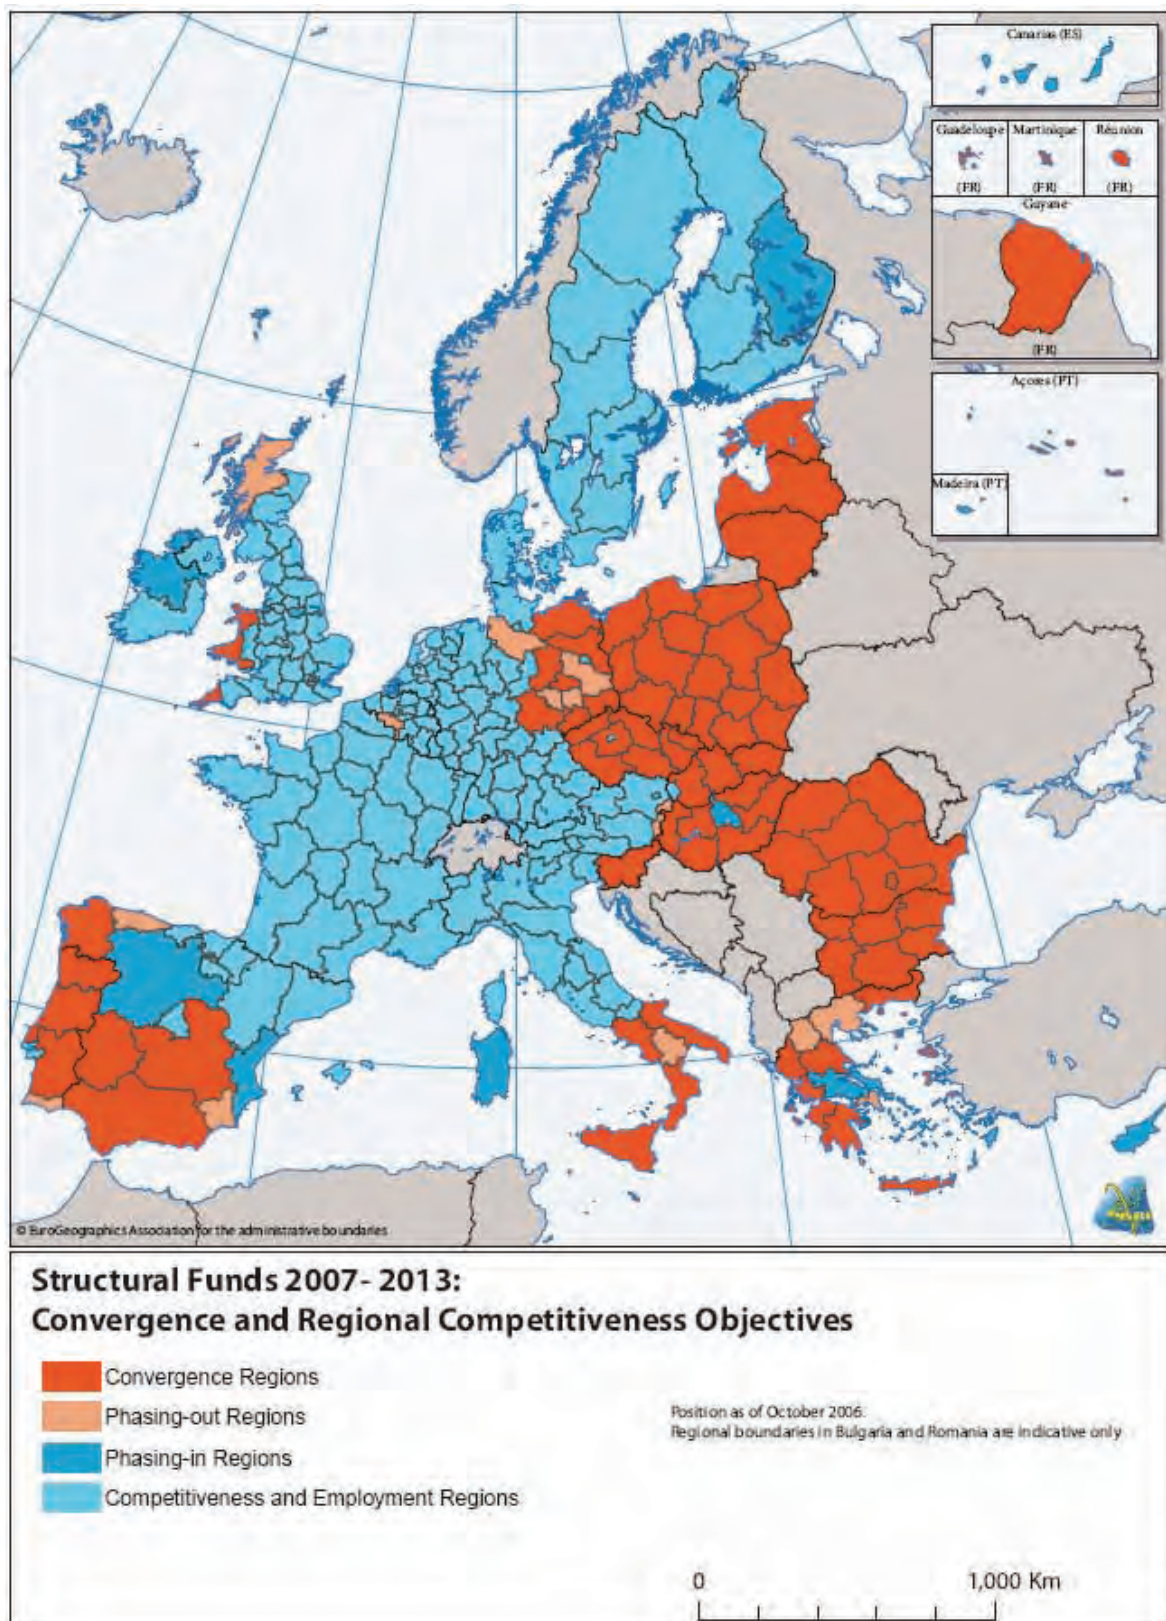 Canarias (ES)
Guadeloupe
Martinique
Réunion
(FR)
(FR)
(FR)
Guyane
(FR)
Açores (PT)
Madeira (PT)
© EuroGeographics Association for the administrative boundaries
Structural Funds 2007- 2013:
Convergence and Regional Competitiveness Objectives
Convergence Regions
Phasing-out Regions
Phasing-in Regions
Competitiveness and Employment Regions
Position as of October 2006.
Regional boundaries in Bulgaria and Romania are indicative only
0
1,000 Km